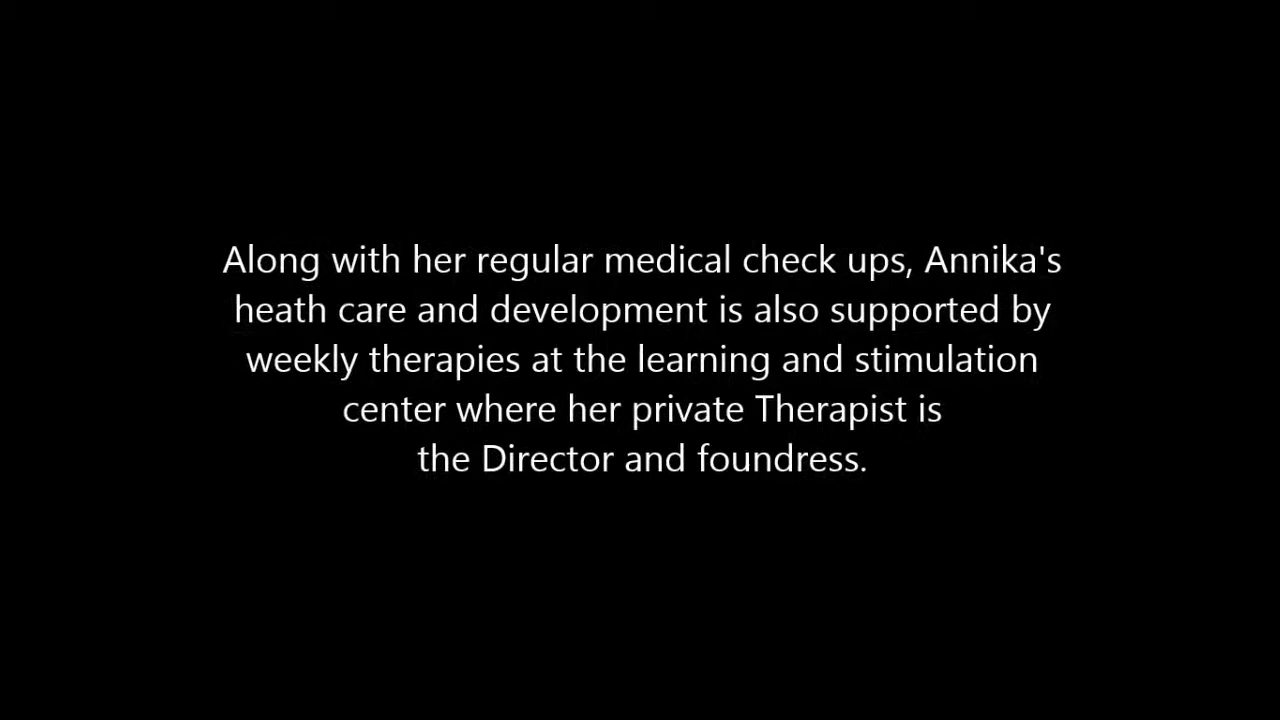 Along with her regular medical check ups, Annika's
heath care and development is also supported by
weekly therapies at the learning and stimulation
center where her private Therapist is
the Director and foundress.